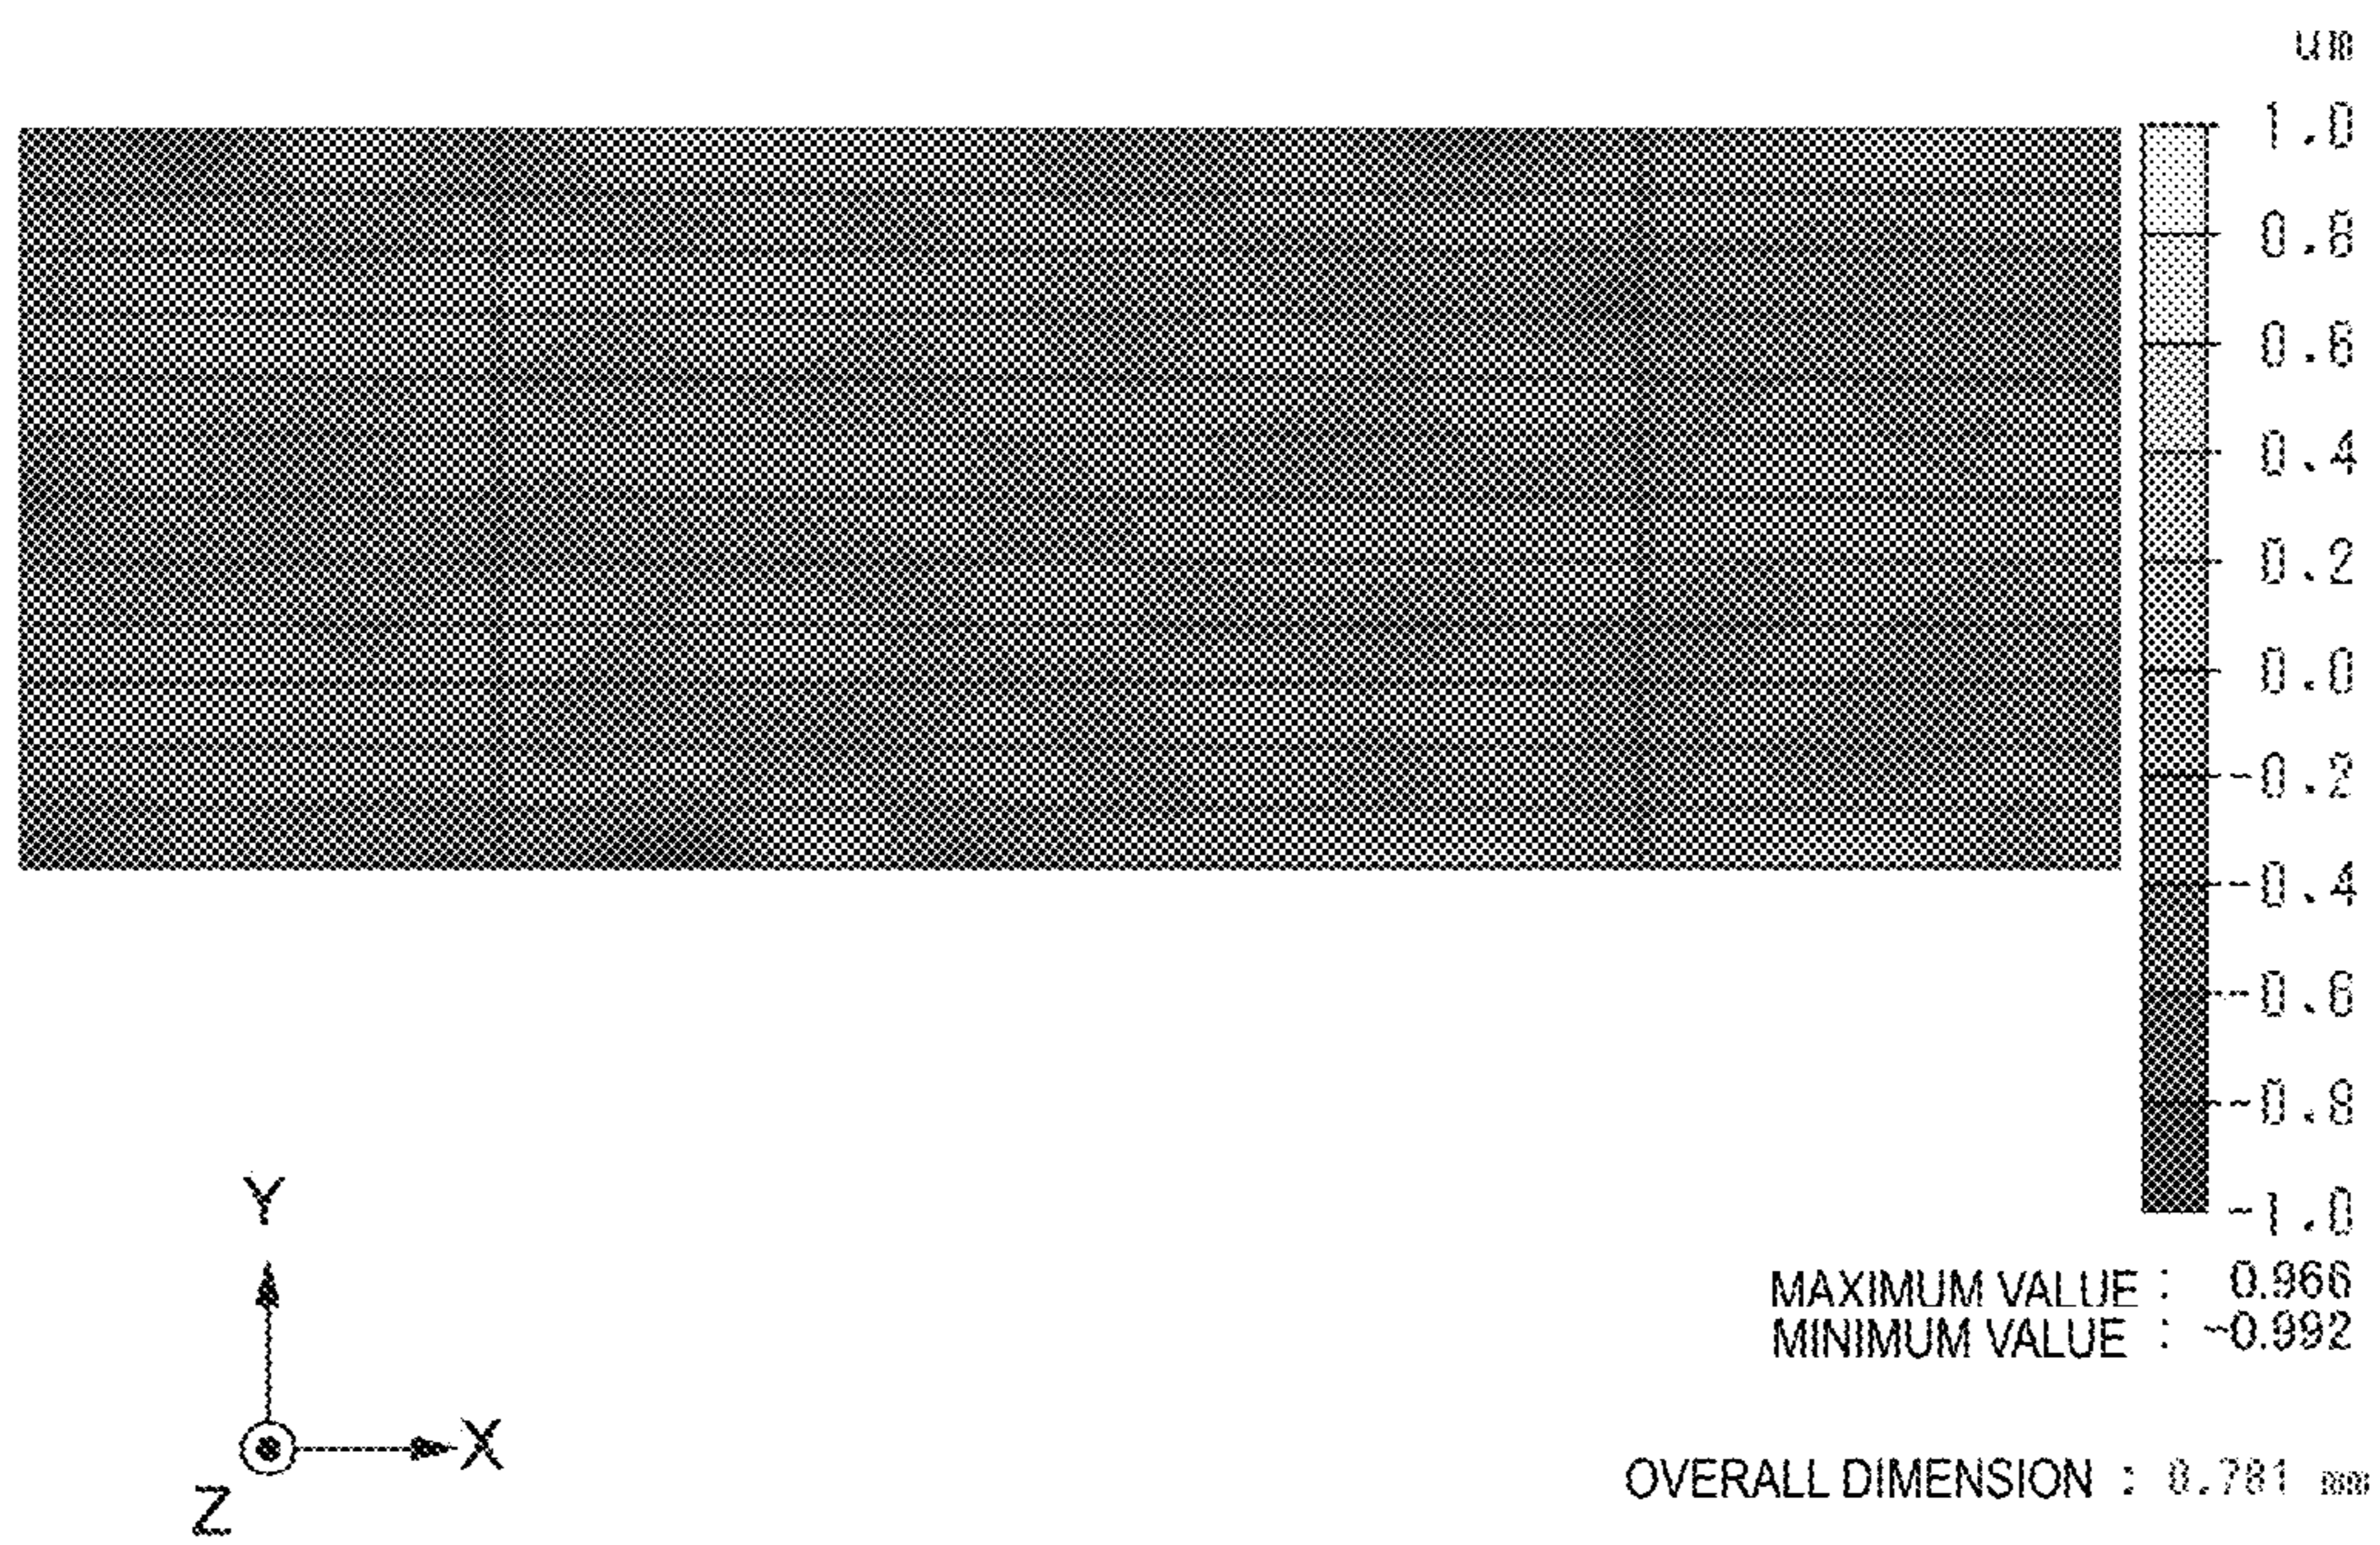 um
1.0
0.8
0.6
0.4
0.2
0.0
-0.2
-0.4
-0.6
-0.8
-1.0
MAXIMUM VALUE : 0.966
MINIMUM VALUE : -0.992
Y
X
Z
OVERALL DIMENSION : 0.781 mm